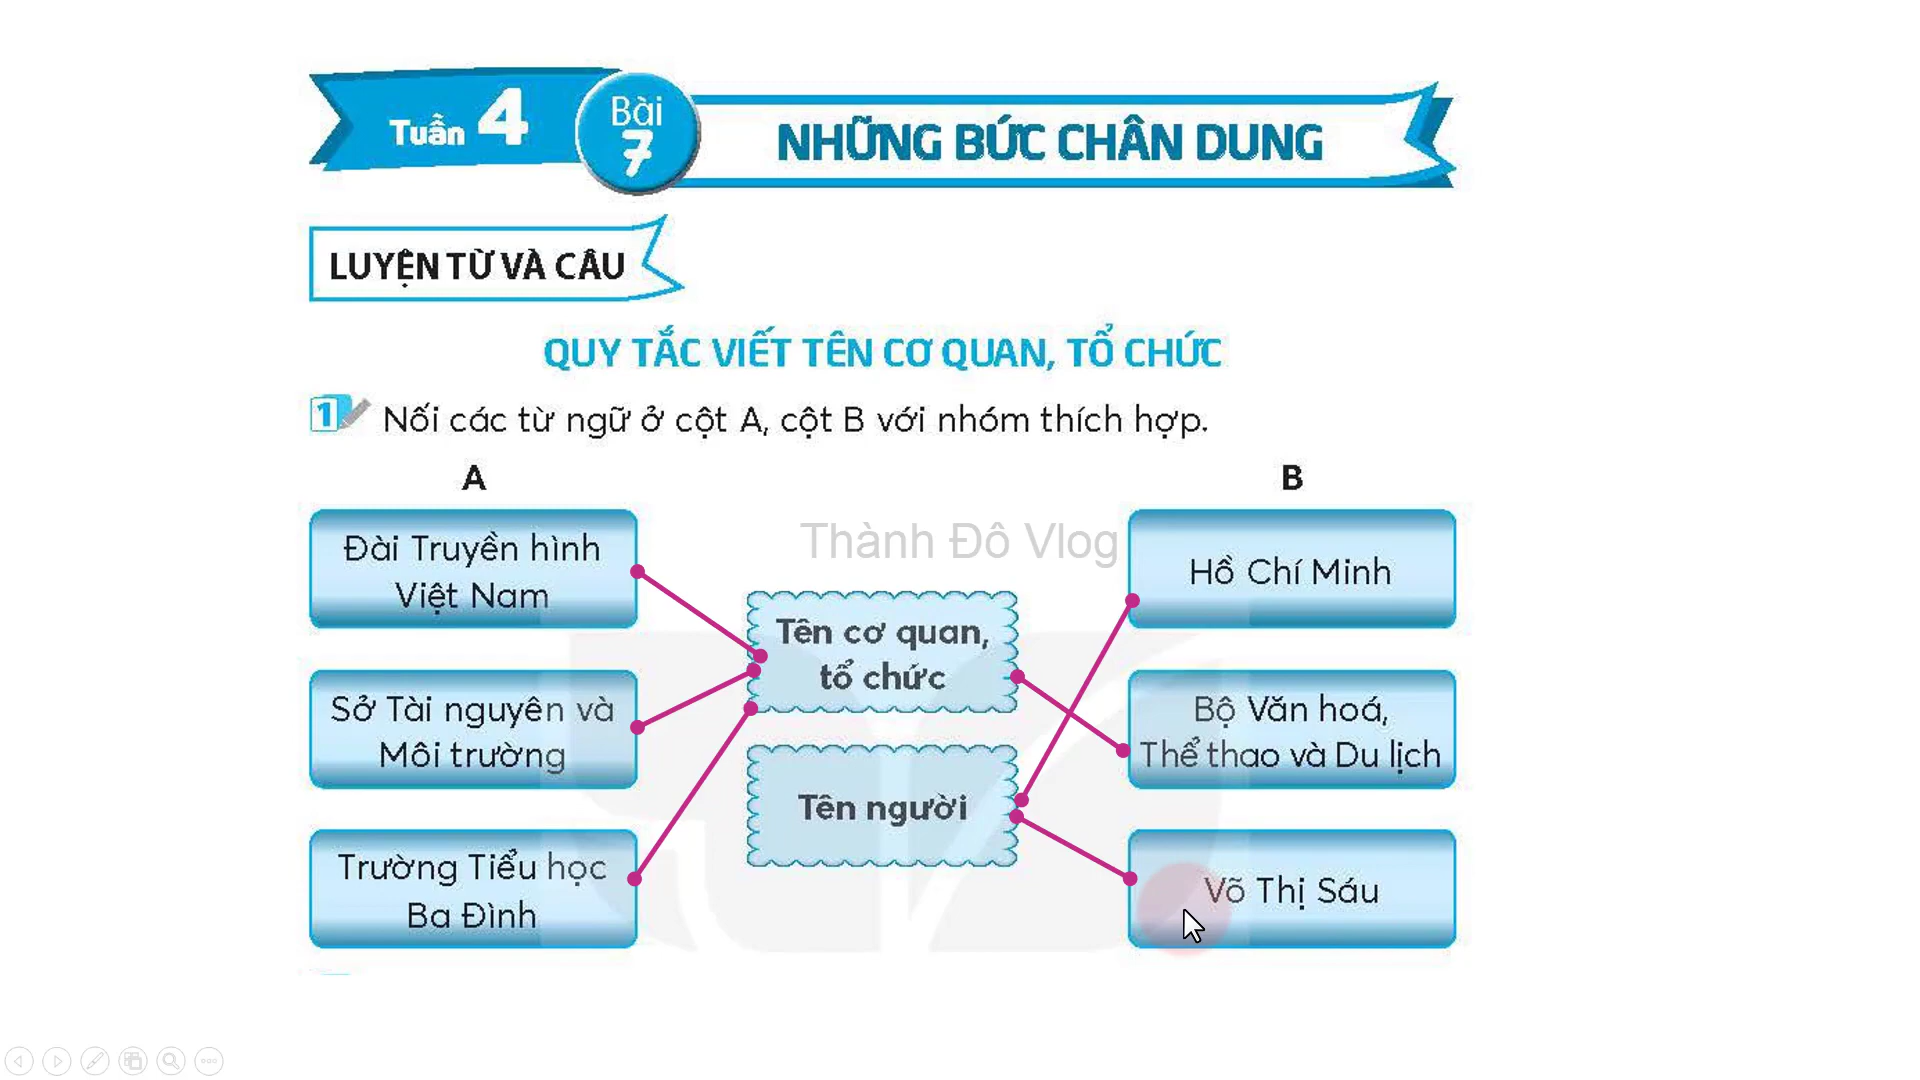 Tuần 4
Bài
7
NHỮNG BỨC CHÂN DUNG
LUYỆN TỪ VÀ CÂU
QUY TẮC VIẾT TÊN CƠ QUAN, TỔ CHỨC
1 Nối các từ ngữ ở cột A, cột B với nhóm thích hợp.
A
Đài Truyền hình
Việt Nam
Sở Tài nguyên và
Môi trường
Trường Tiểu học
Ba Đình
Thành Đô Vlog
Tên cơ quan,
tổ chức
Tên người
B
Hồ Chí Minh
Bộ Văn hoá,
Thể thao và Du lịch
Võ Thị Sáu